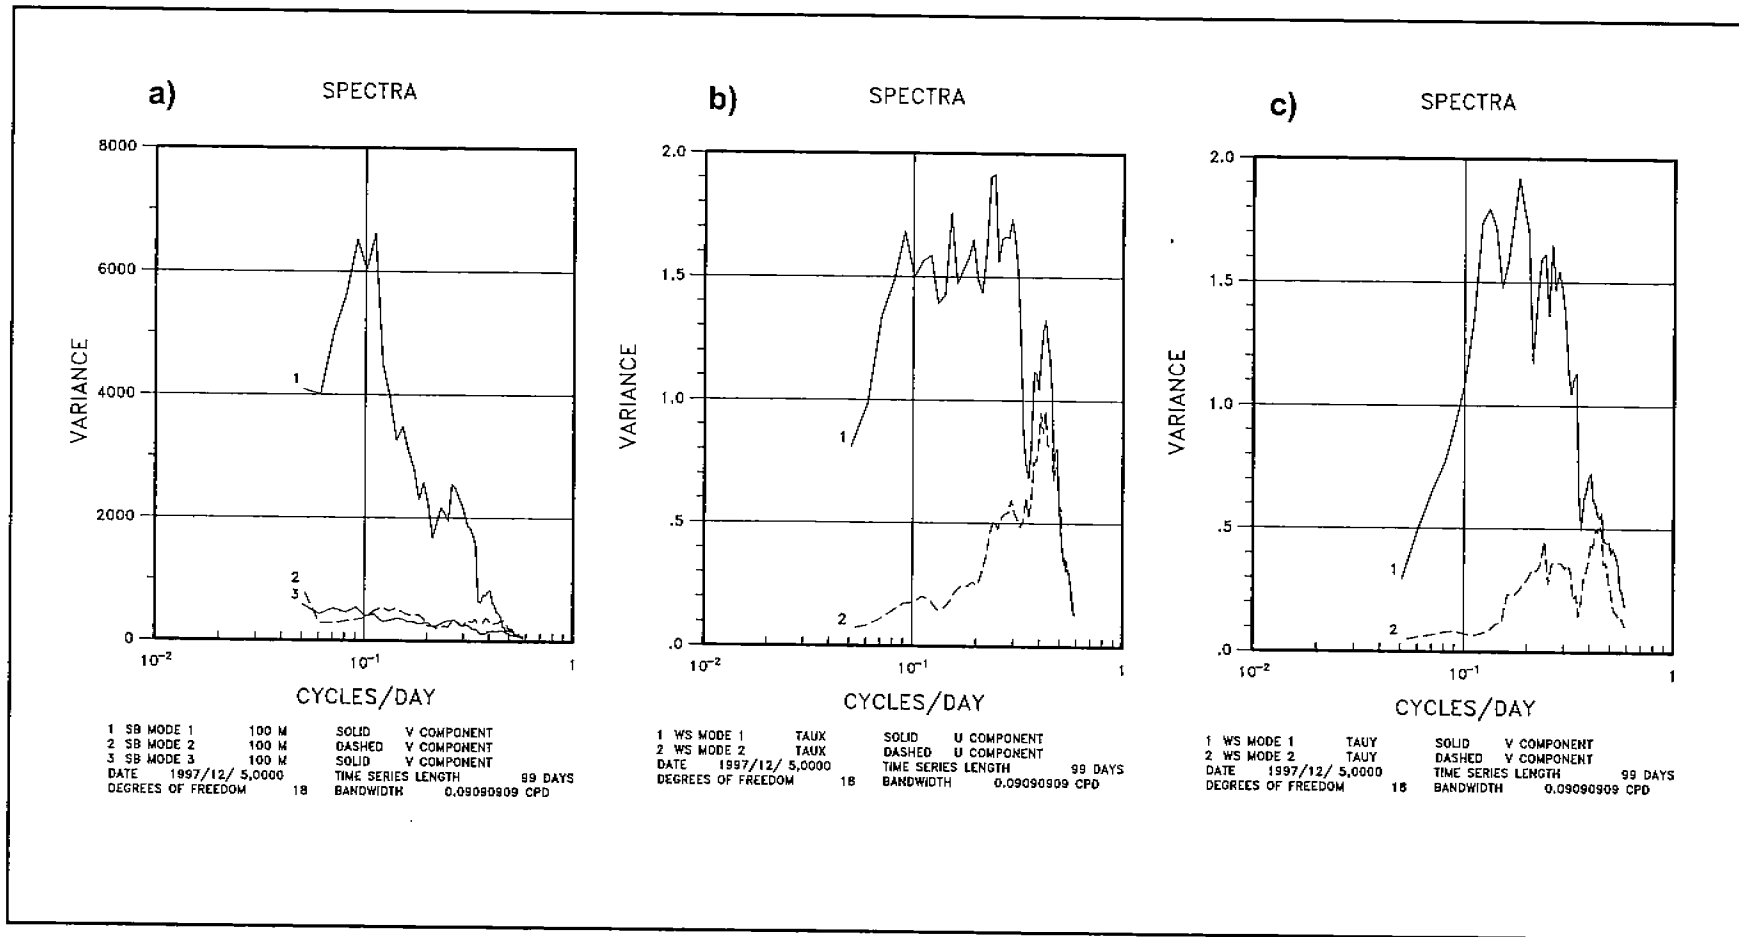 a)
SPECTRA
VARIANCE
8000
6000
4000
2000
0
1
2
3
10-2
10-1
1
CYCLES/DAY
1 SB MODE 1 100 M SOLID V COMPONENT
2 SB MODE 2 100 M DASHED V COMPONENT
3 SB MODE 3 100 M SOLID V COMPONENT
DATE 1997/12/ 5,0000 TIME SERIES LENGTH 99 DAYS
DEGREES OF FREEDOM 18 BANDWIDTH 0.09090909 CPD
b)
SPECTRA
VARIANCE
2.0
1.5
1.0
.5
.0
1
2
10-2
10-1
1
CYCLES/DAY
1 WS MODE 1 TAUX SOLID U COMPONENT
2 WS MODE 2 TAUX DASHED U COMPONENT
DATE 1997/12/ 5,0000 TIME SERIES LENGTH 99 DAYS
DEGREES OF FREEDOM 18 BANDWIDTH 0.09090909 CPD
c)
SPECTRA
VARIANCE
2.0
1.5
1.0
.5
.0
1
2
10-2
10-1
1
CYCLES/DAY
1 WS MODE 1 TAUY SOLID V COMPONENT
2 WS MODE 2 TAUY DASHED V COMPONENT
DATE 1997/12/ 5,0000 TIME SERIES LENGTH 99 DAYS
DEGREES OF FREEDOM 18 BANDWIDTH 0.09090909 CPD